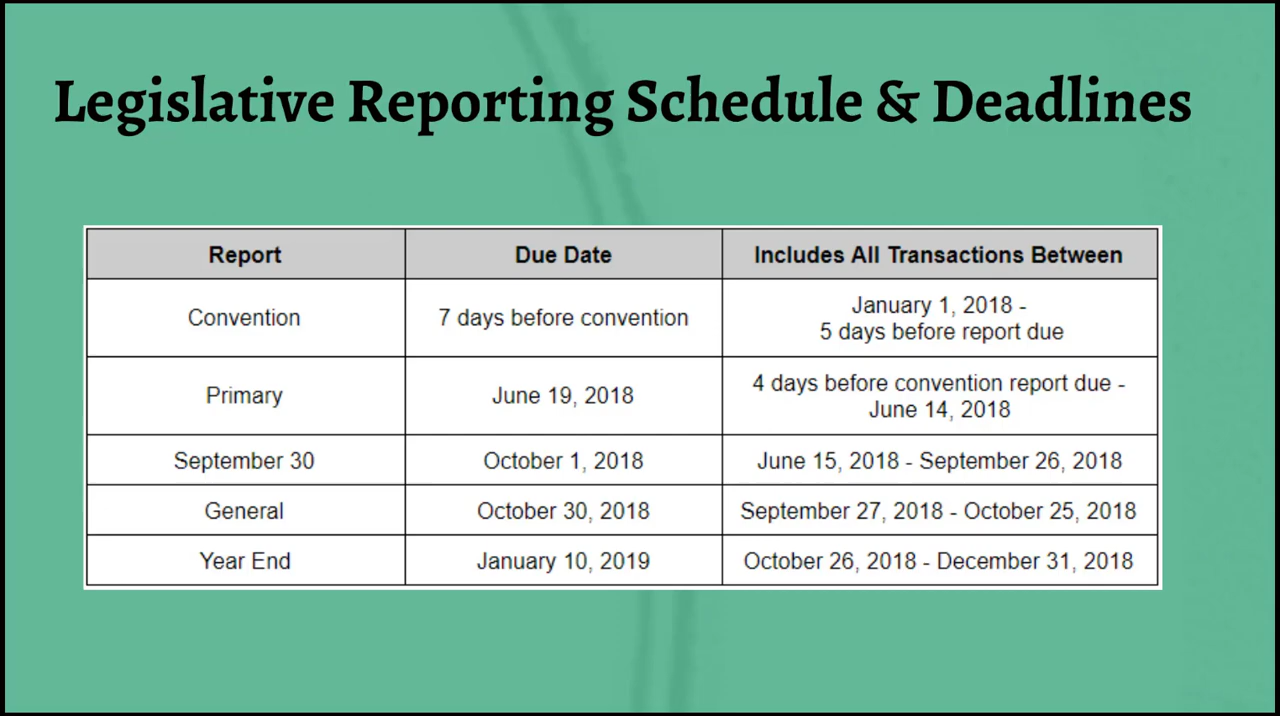 Legislative Reporting Schedule & Deadlines
Report Due Date Includes All Transactions Between
Convention 7 days before convention January 1, 2018 -
5 days before report due
Primary June 19, 2018 4 days before convention report due -
June 14, 2018
September 30 October 1, 2018 June 15, 2018 - September 26, 2018
General October 30, 2018 September 27, 2018 - October 25, 2018
Year End January 10, 2019 October 26, 2018 - December 31, 2018